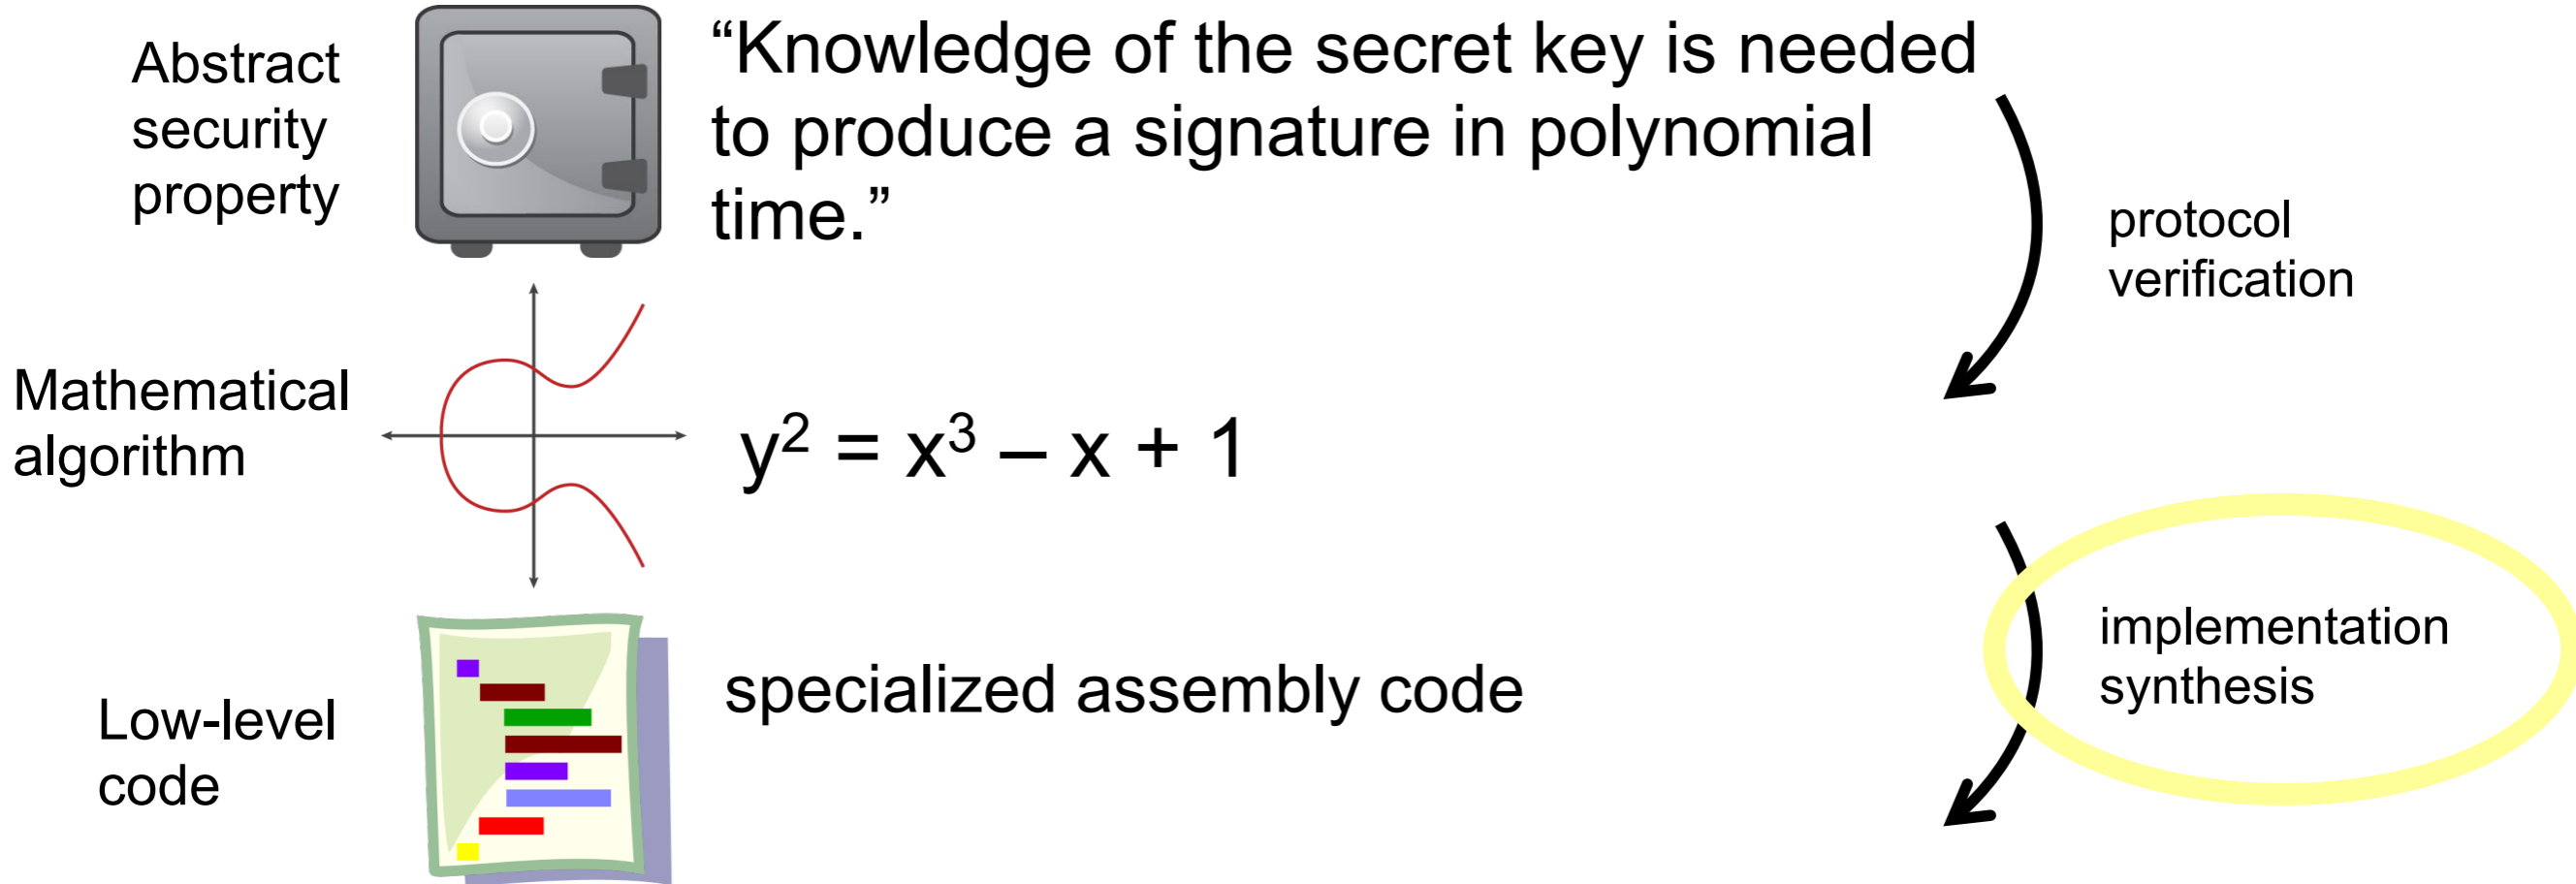 Abstract
security
property
“Knowledge of the secret key is needed
to produce a signature in polynomial
time.”
protocol
verification
Mathematical
algorithm
y² = x³ – x + 1
implementation
synthesis
Low-level
code
specialized assembly code